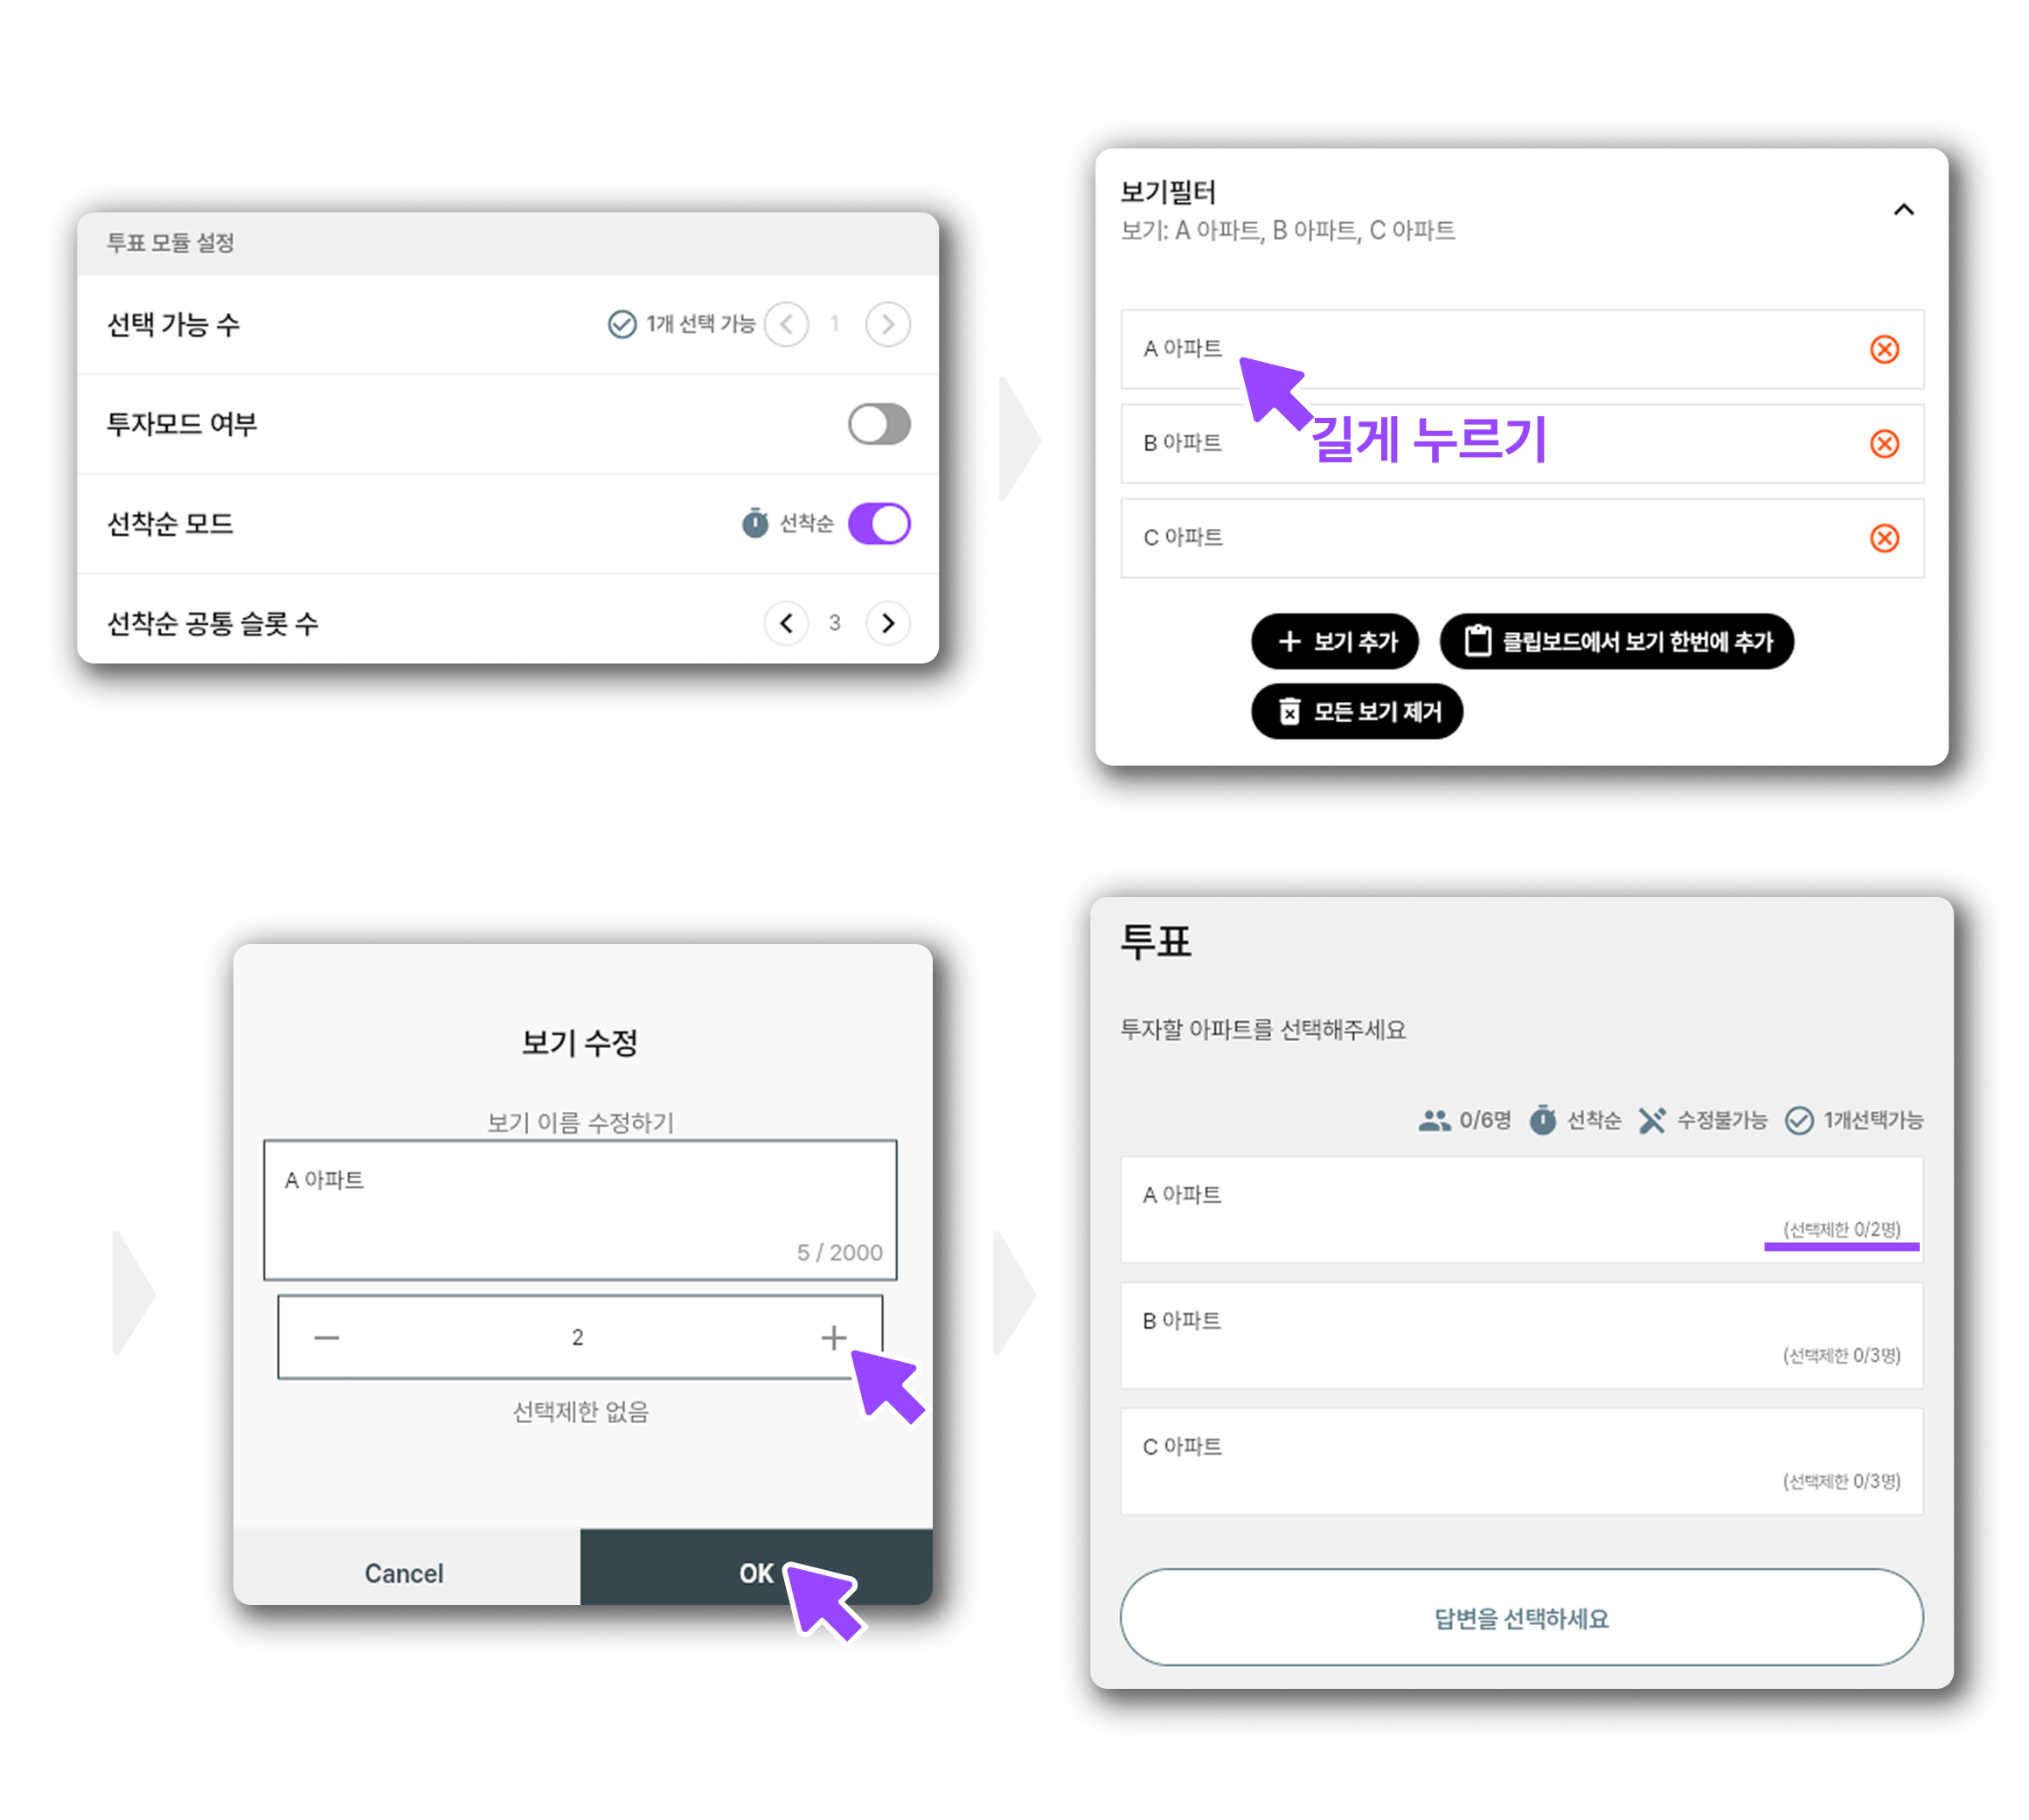 투표 모듈 설정
선택 가능 수
1개 선택 가능
1
투자모드 여부
선착순 모드
선착순
선착순 공통 슬롯 수
3
보기필터
보기: A 아파트, B 아파트, C 아파트
A 아파트
길게 누르기
B 아파트
C 아파트
보기 추가
클립보드에서 보기 한번에 추가
모든 보기 제거
보기 수정
보기 이름 수정하기
A 아파트
5 / 2000
2
선택제한 없음
Cancel
OK
투표
투자할 아파트를 선택해주세요
0/6명 선착순 수정불가능 1개선택가능
A 아파트
(선택제한 0/2명)
B 아파트
(선택제한 0/3명)
C 아파트
(선택제한 0/3명)
답변을 선택하세요